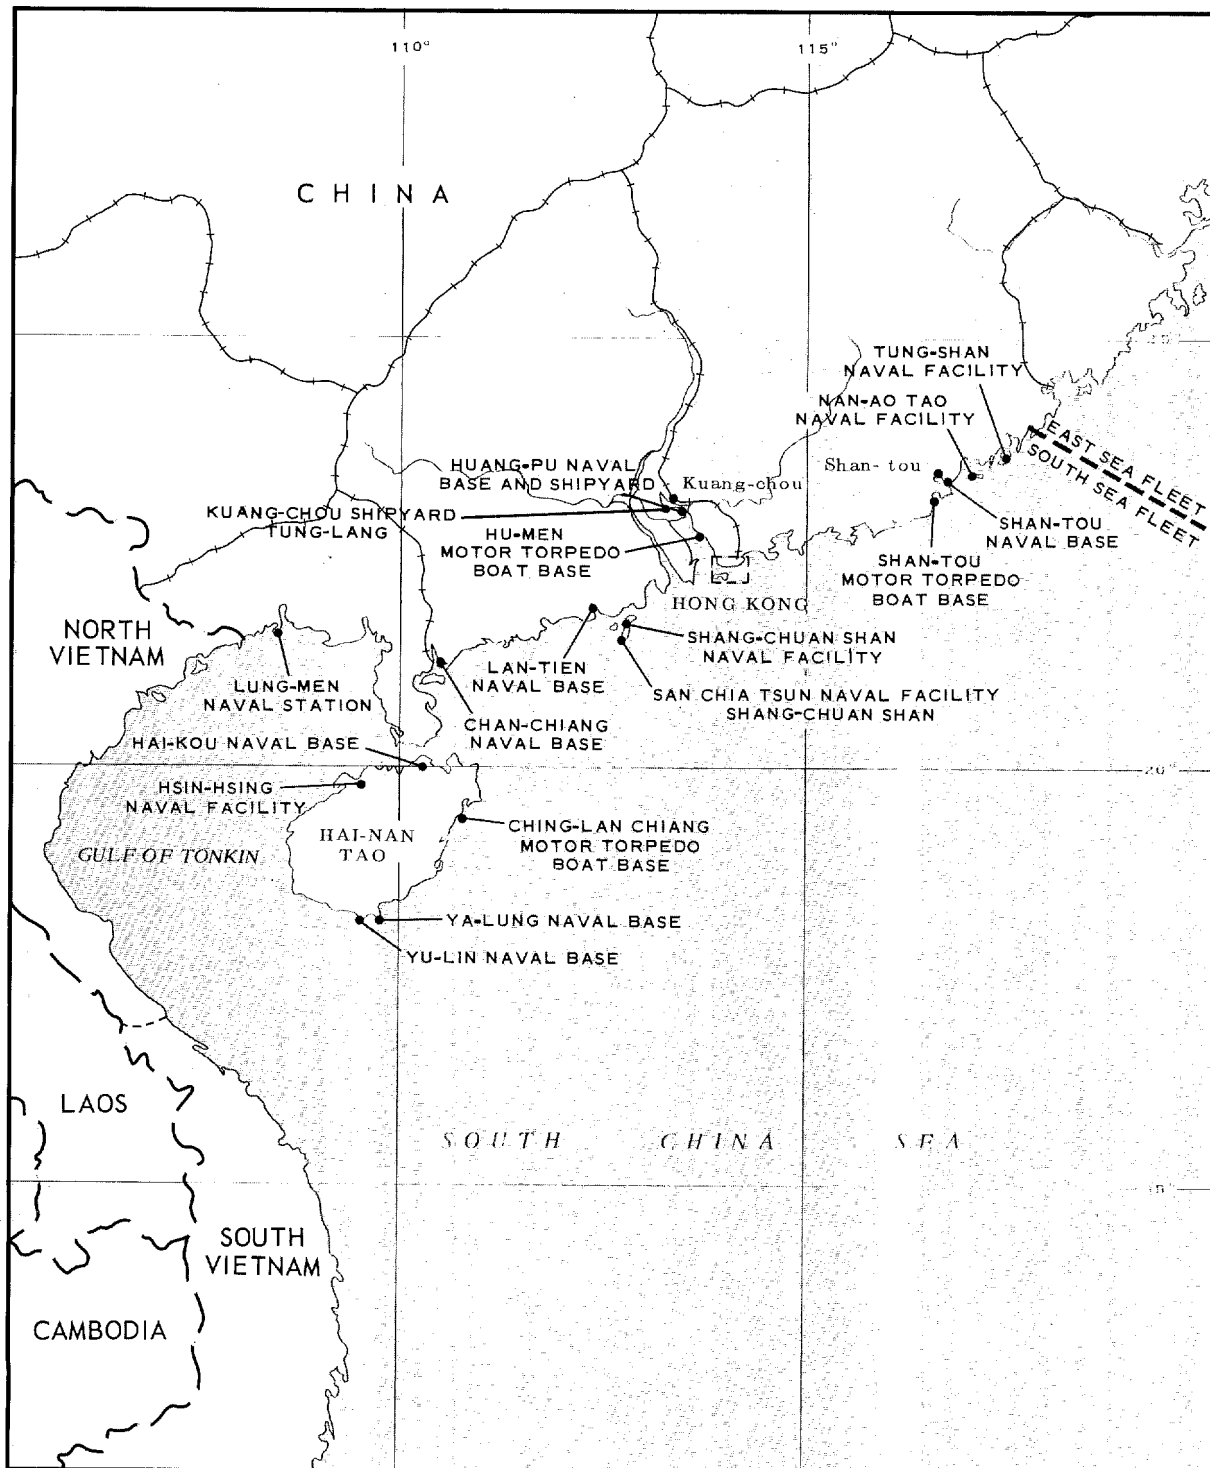 110°
115°
CHINA
25°
TUNG-SHAN
NAVAL FACILITY
NAN-AO TAO
NAVAL FACILITY
EAST SEA FLEET
SOUTH SEA FLEET
HUANG-PU NAVAL
BASE AND SHIPYARD
Kuang-chou
Shan-tou
KUANG-CHOU SHIPYARD
TUNG-LANG
HU-MEN
MOTOR TORPEDO
BOAT BASE
SHAN-TOU
NAVAL BASE
SHAN-TOU
MOTOR TORPEDO
BOAT BASE
HONG KONG
NORTH
VIETNAM
SHANG-CHUAN SHAN
NAVAL FACILITY
LAN-TIEN
NAVAL BASE
LUNG-MEN
NAVAL STATION
SAN CHIA TSUN NAVAL FACILITY
SHANG-CHUAN SHAN
CHAN-CHIANG
NAVAL BASE
HAI-KOU NAVAL BASE
20°
HSIN-HSING
NAVAL FACILITY
HAI-NAN
TAO
CHING-LAN CHIANG
MOTOR TORPEDO
BOAT BASE
GULF OF TONKIN
YA-LUNG NAVAL BASE
YU-LIN NAVAL BASE
LAOS
SOUTH CHINA SEA
15°
SOUTH
VIETNAM
CAMBODIA